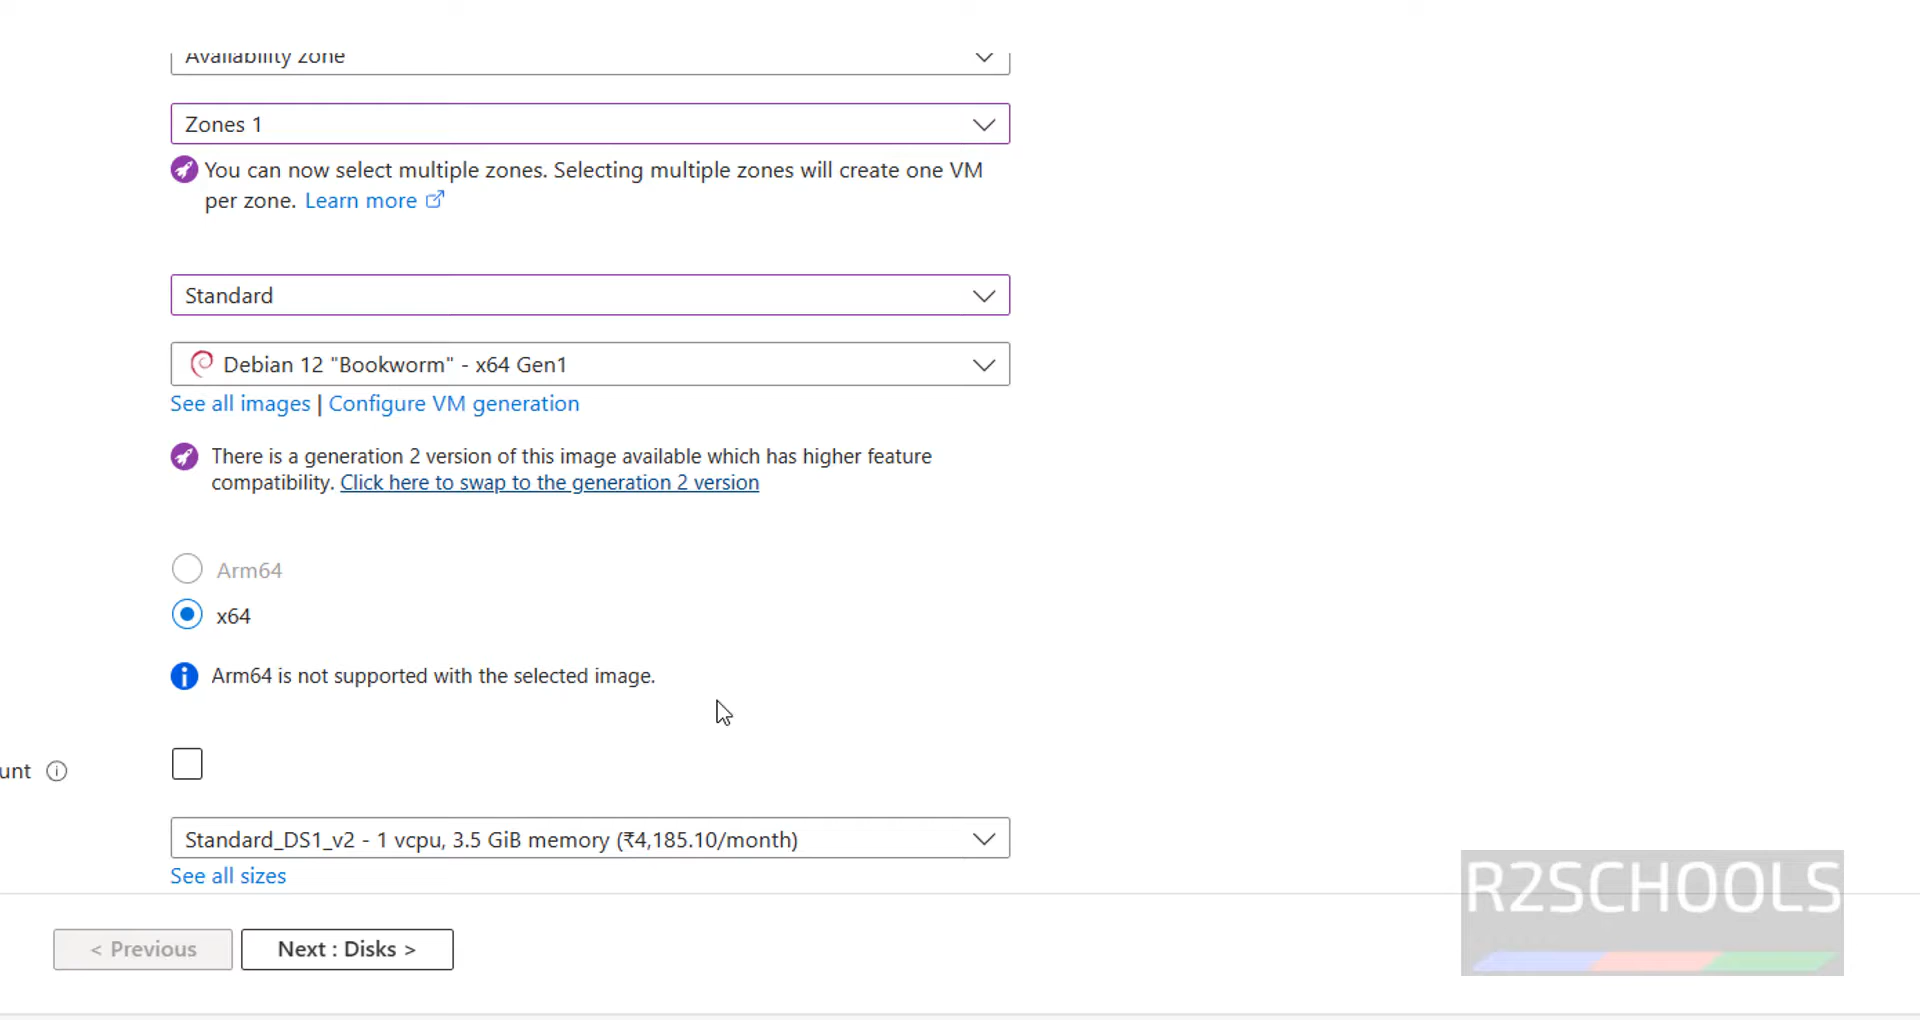 Availability zone
Zones 1
You can now select multiple zones. Selecting multiple zones will create one VM
per zone. Learn more
Standard
Debian 12 "Bookworm" - x64 Gen1
See all images | Configure VM generation
There is a generation 2 version of this image available which has higher feature
compatibility. Click here to swap to the generation 2 version
Arm64
x64
Arm64 is not supported with the selected image.
unt
Standard_DS1_v2 - 1 vcpu, 3.5 GiB memory (₹4,185.10/month)
See all sizes
< Previous
Next : Disks >
R2SCHOOLS